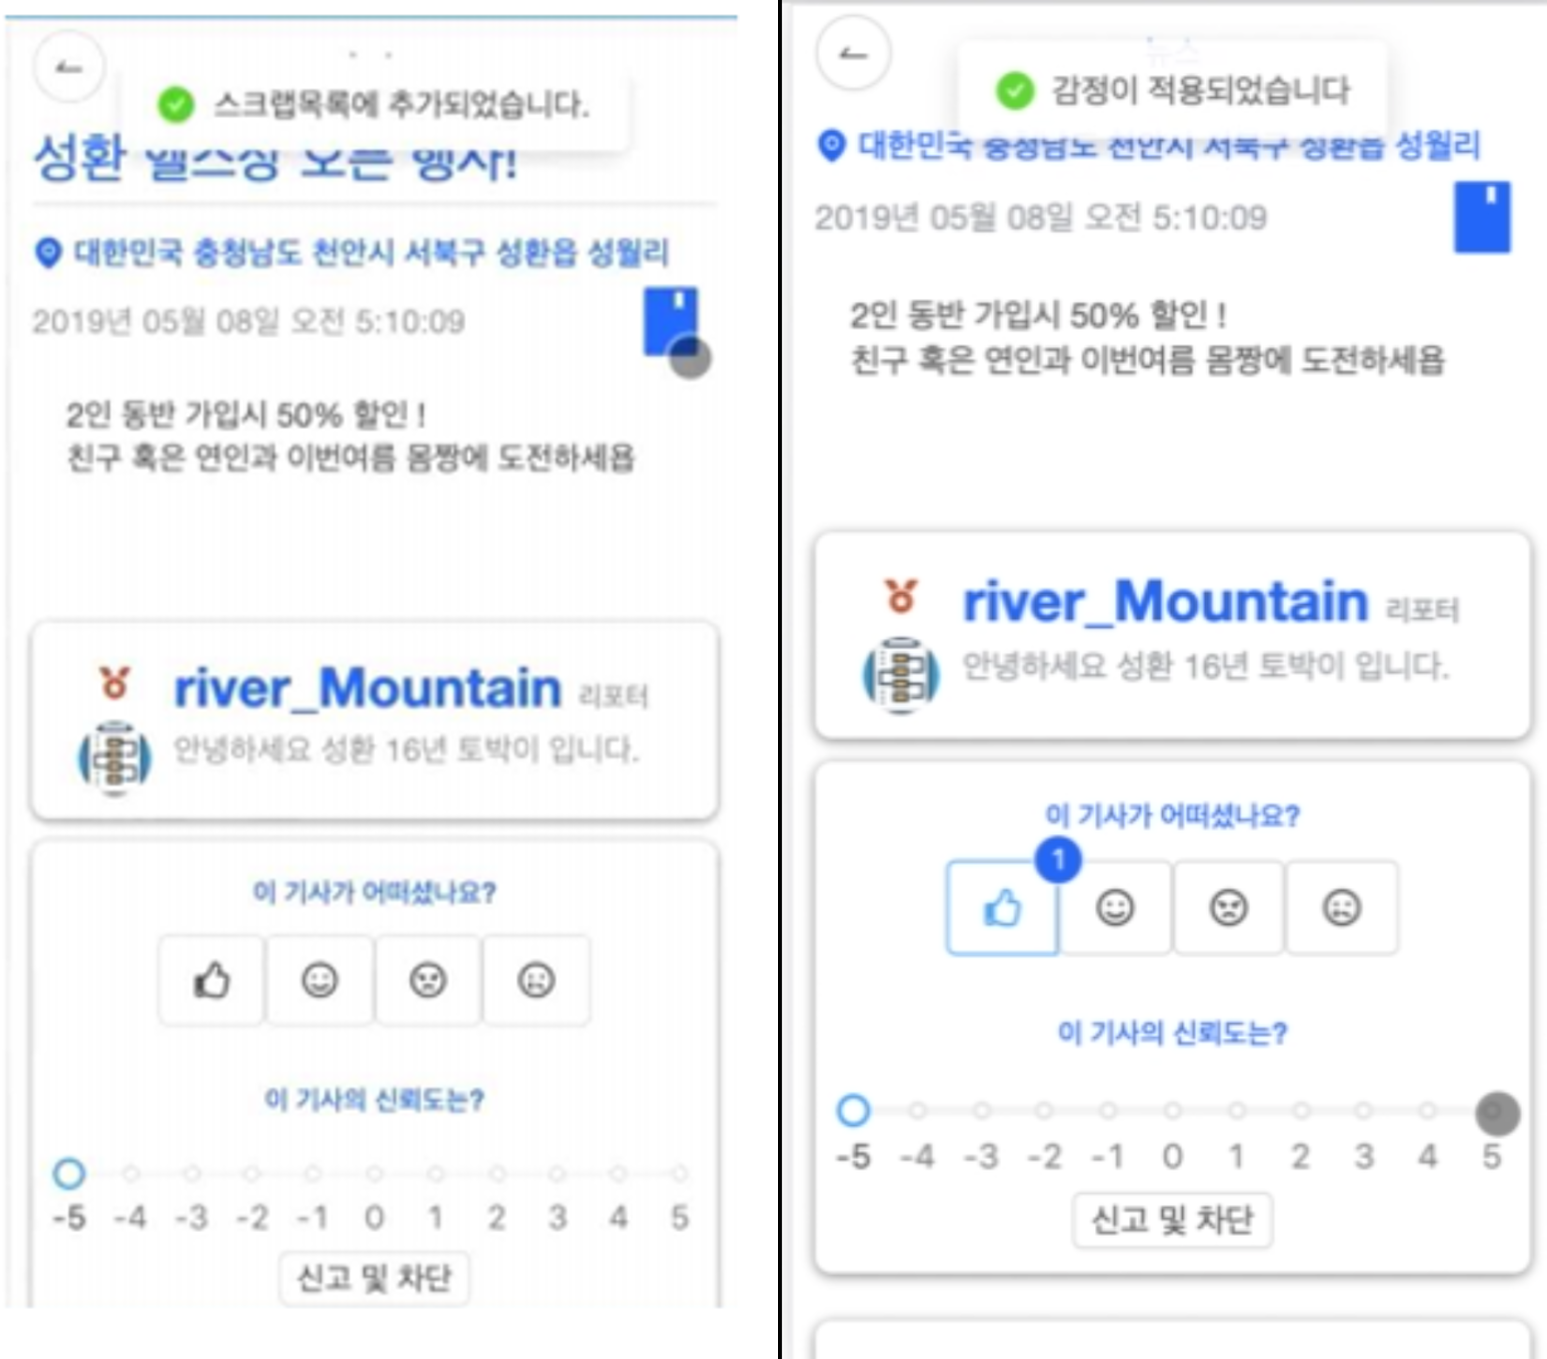 스크랩목록에 추가되었습니다.
성환 헬스장 오픈 행사!
대한민국 충청남도 천안시 서북구 성환읍 성월리
2019년 05월 08일 오전 5:10:09
2인 동반 가입시 50% 할인 !
친구 혹은 연인과 이번여름 몸짱에 도전하세욥
river_Mountain 리포터
안녕하세요 성환 16년 토박이 입니다.
이 기사가 어떠셨나요?
이 기사의 신뢰도는?
-5 -4 -3 -2 -1 0 1 2 3 4 5
신고 및 차단
뉴스
감정이 적용되었습니다
대한민국 충청남도 천안시 서북구 성환읍 성월리
2019년 05월 08일 오전 5:10:09
2인 동반 가입시 50% 할인 !
친구 혹은 연인과 이번여름 몸짱에 도전하세욥
river_Mountain 리포터
안녕하세요 성환 16년 토박이 입니다.
이 기사가 어떠셨나요?
1
이 기사의 신뢰도는?
-5 -4 -3 -2 -1 0 1 2 3 4 5
신고 및 차단